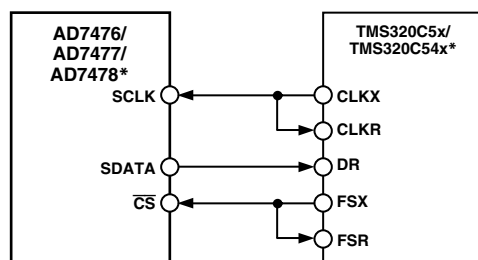 AD7476/
AD7477/
AD7478*
TMS320C5x/
TMS320C54x*
SCLK
CLKX
CLKR
SDATA
DR
CS
FSX
FSR